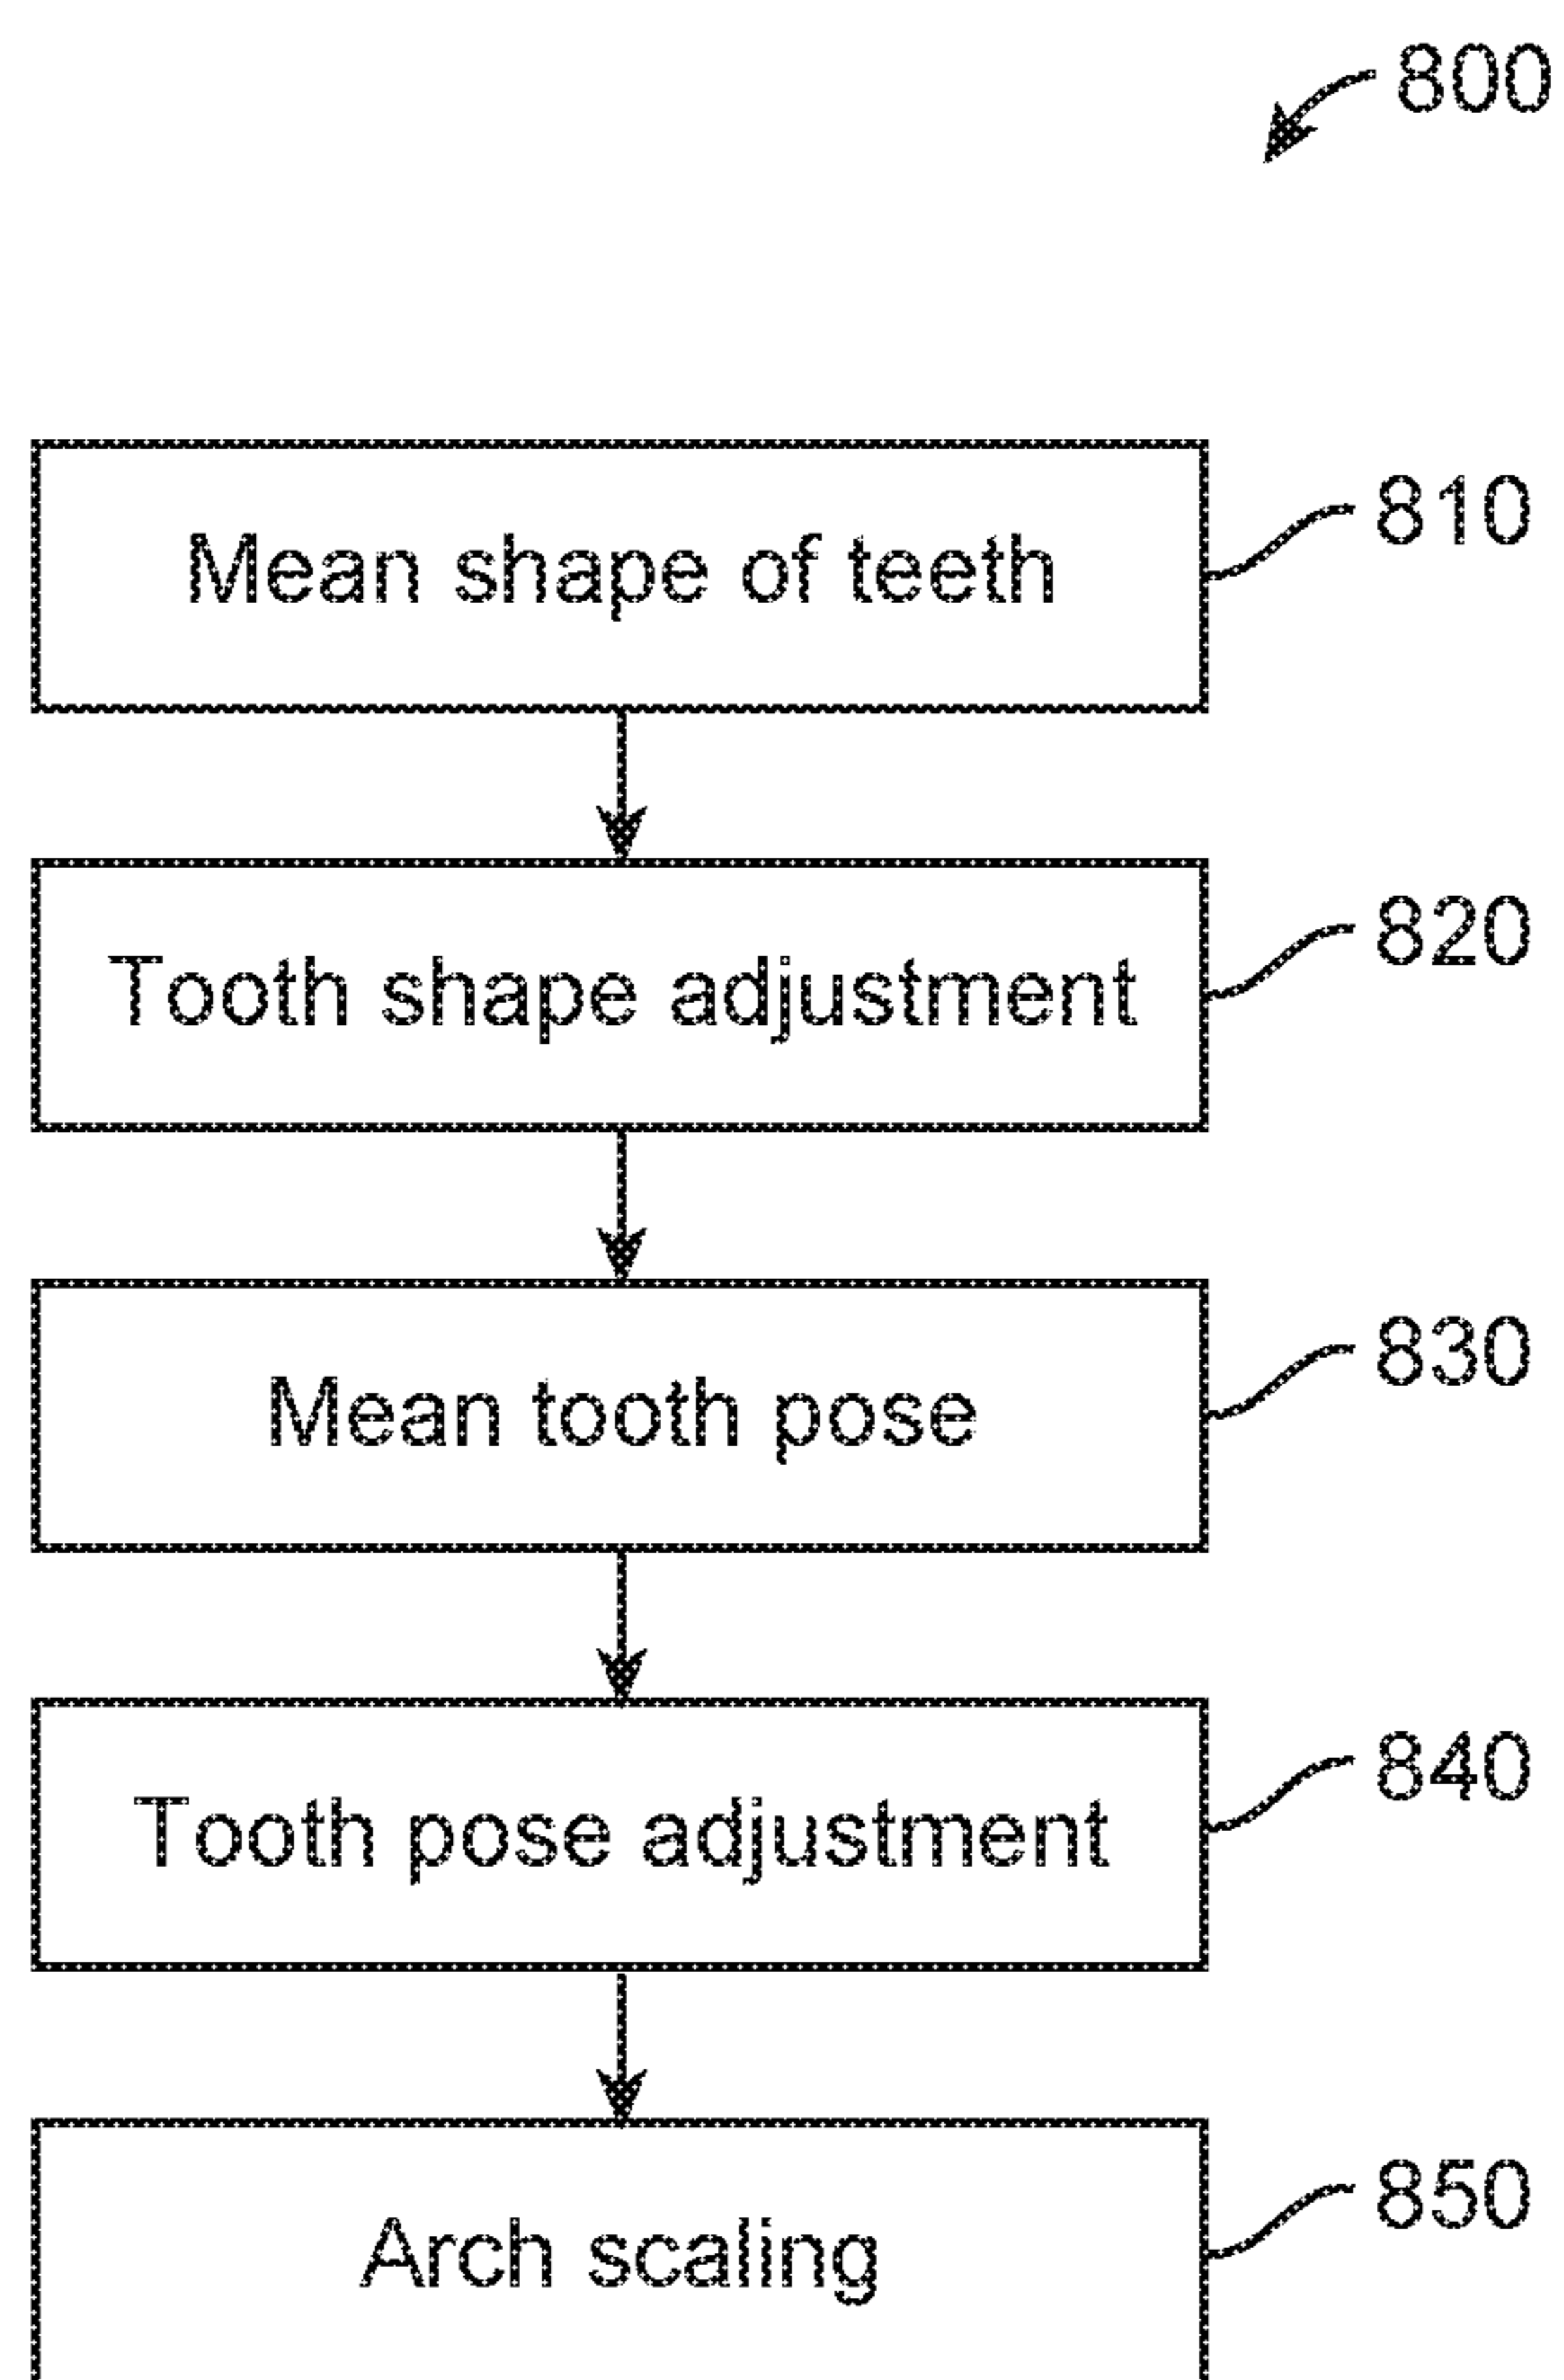 800
Mean shape of teeth
810
Tooth shape adjustment
820
Mean tooth pose
830
Tooth pose adjustment
840
Arch scaling
850